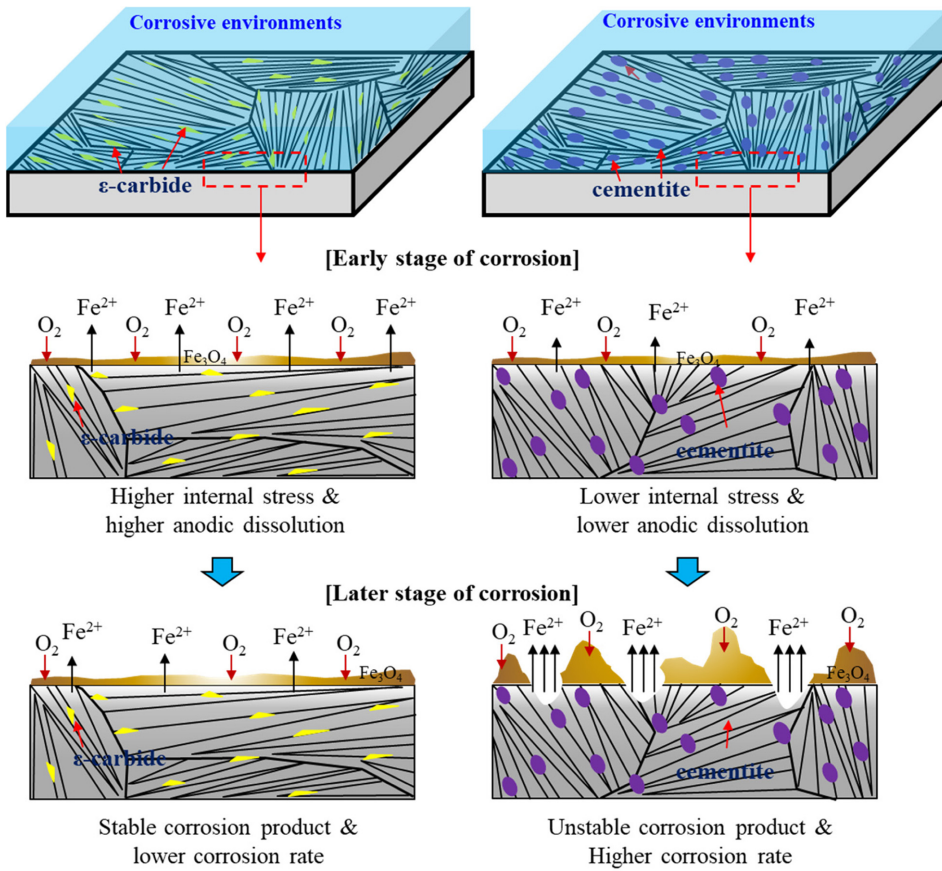 Corrosive environments
Corrosive environments
ε-carbide
cementite
[Early stage of corrosion]
O2 Fe2+ O2 Fe2+ O2 Fe2+ O2 Fe2+
Fe3O4
ε-carbide
O2 Fe2+ O2 Fe2+ O2 Fe2+
Fe3O4
cementite
Higher internal stress &
higher anodic dissolution
Lower internal stress &
lower anodic dissolution
[Later stage of corrosion]
O2 Fe2+ Fe2+ O2 Fe2+ O2
Fe3O4
ε-carbide
O2 Fe2+ O2 Fe2+ O2 Fe2+ O2
Fe3O4
cementite
Stable corrosion product &
lower corrosion rate
Unstable corrosion product &
Higher corrosion rate